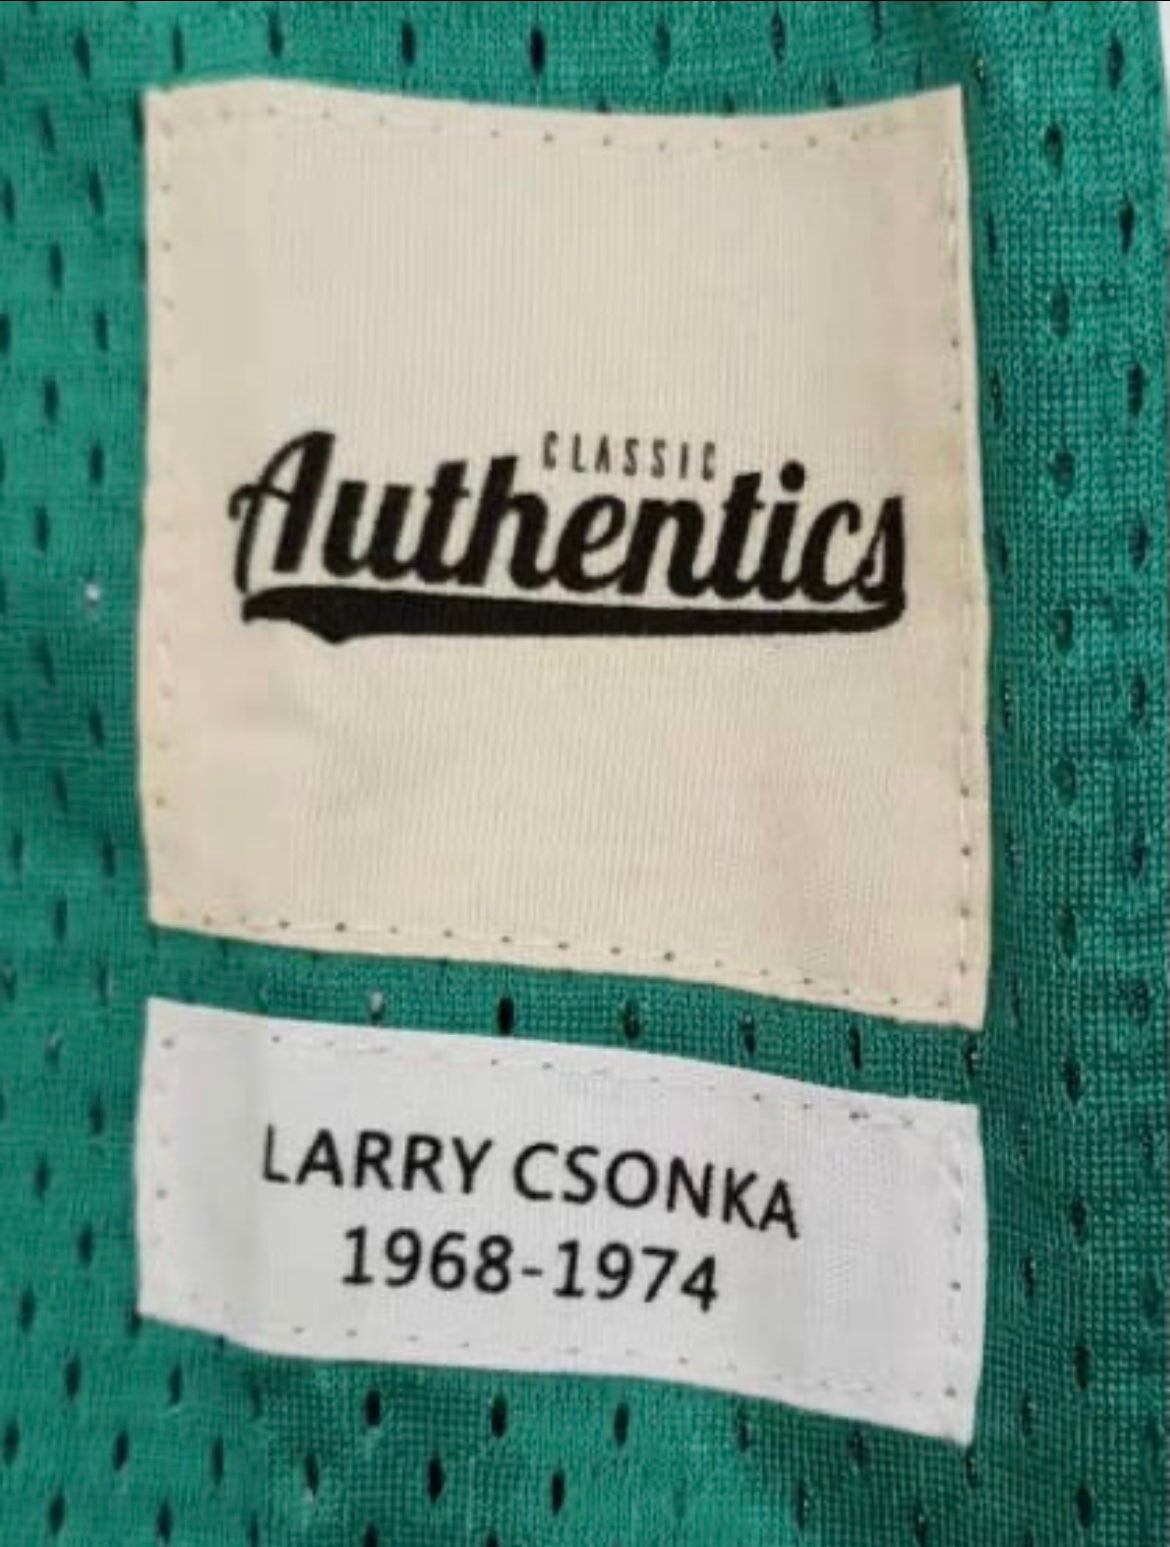 CLASSIC
Authentics
LARRY CSONKA
1968-1974